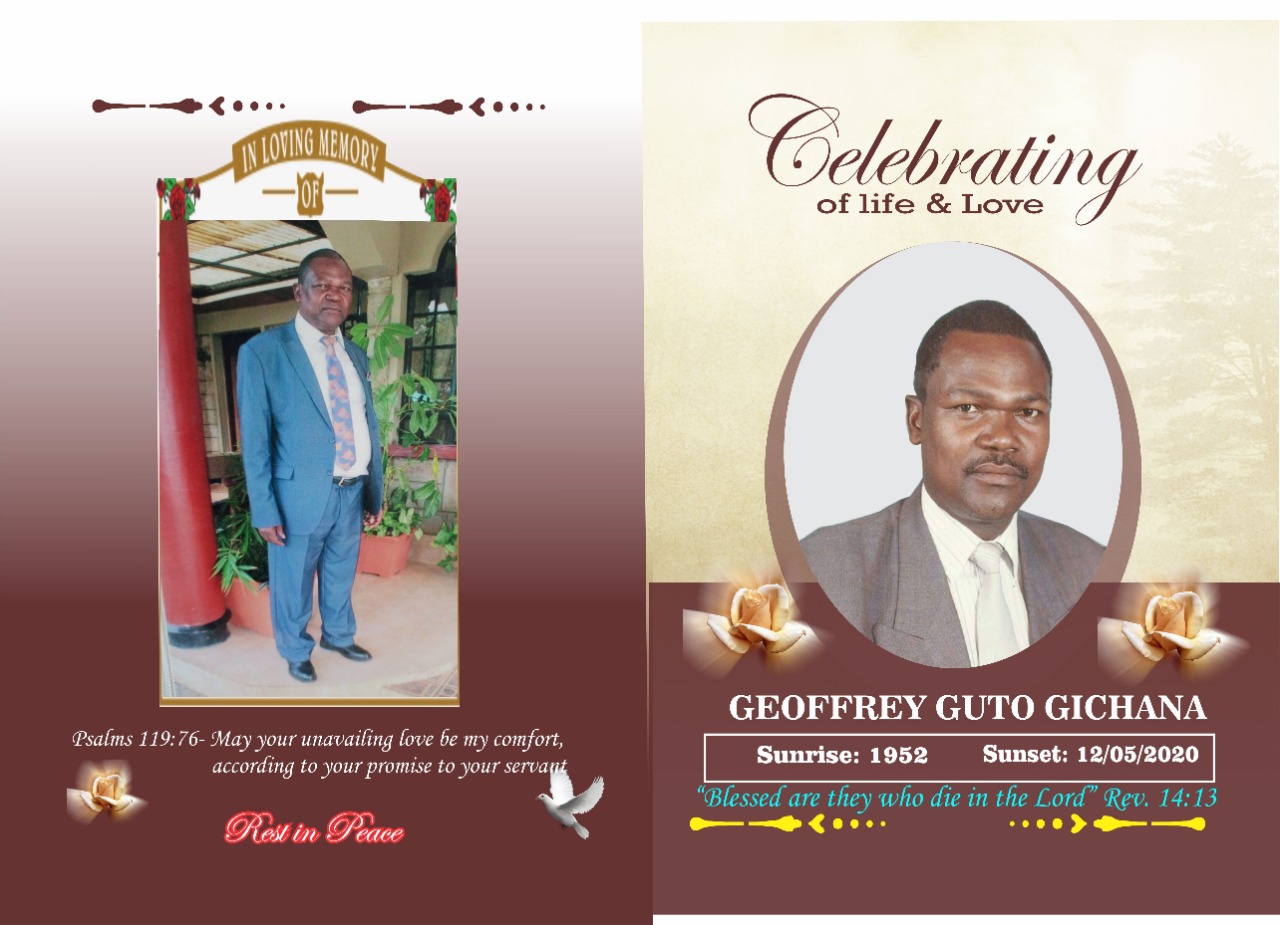 IN LOVING MEMORY
OF
Psalms 119:76- May your unavailing love be my comfort,
according to your promise to your servant
Rest in Peace
Celebrating
of life & Love
GEOFFREY GUTO GICHANA
Sunrise: 1952 Sunset: 12/05/2020
“Blessed are they who die in the Lord” Rev. 14:13